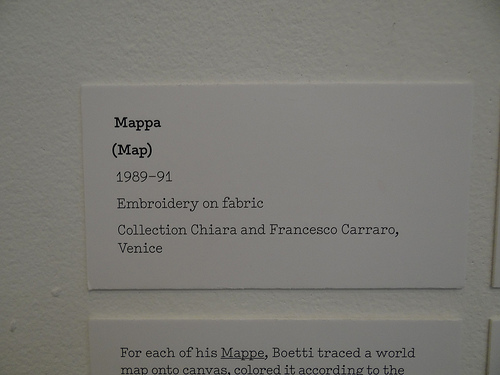 Mappa
(Map)
1989-91
Embroidery on fabric
Collection Chiara and Francesco Carraro,
Venice
For each of his Mappe, Boetti traced a world
map onto canvas, colored it according to the